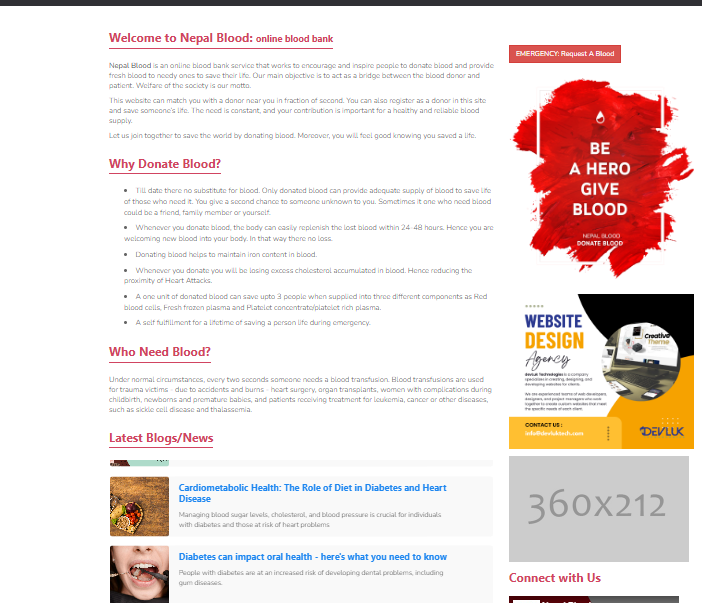 Welcome to Nepal Blood: online blood bank
Nepal Blood is an online blood bank service that works to encourage and inspire people to donate blood and provide
fresh blood to needy ones to save their life. Our main objective is to act as a bridge between the blood donor and
patient. Welfare of the society is our motto.
This website can match you with a donor near you in fraction of second. You can also register as a donor in this site
and save someone's life. The need is constant, and your contribution is important for a healthy and reliable blood
supply.
Let us join together to save the world by donating blood. Moreover, you will feel good knowing you saved a life.
Why Donate Blood?
Till date there no substitute for blood. Only donated blood can provide adequate supply of blood to save life
of those who need it. You give a second chance to someone unknown to you. Sometimes it one who need blood
could be a friend, family member or yourself.
Whenever you donate blood, the body can easily replenish the lost blood within 24-48 hours. Hence you are
welcoming new blood into your body. In that way there no loss.
Donating blood helps to maintain iron content in blood.
Whenever you donate you will be losing excess cholesterol accumulated in blood. Hence reducing the
proximity of Heart Attacks.
A one unit of donated blood can save upto 3 people when supplied into three different components as Red
blood cells, Fresh frozen plasma and Platelet concentrate/platelet rich plasma.
A self fulfillment for a lifetime of saving a person life during emergency.
Who Need Blood?
Under normal circumstances, every two seconds someone needs a blood transfusion. Blood transfusions are used
for trauma victims - due to accidents and burns - heart surgery, organ transplants, women with complications during
childbirth, newborns and premature babies, and patients receiving treatment for leukemia, cancer or other diseases,
such as sickle cell disease and thalassemia.
Latest Blogs/News
Cardiometabolic Health: The Role of Diet in Diabetes and Heart
Disease
Managing blood sugar levels, cholesterol, and blood pressure is crucial for individuals
with diabetes and those at risk of heart problems
Diabetes can impact oral health - here's what you need to know
People with diabetes are at an increased risk of developing dental problems, including
gum diseases.
EMERGENCY: Request A Blood
BE
A HERO
GIVE
BLOOD
NEPAL BLOOD
DONATE BLOOD
WEBSITE
DESIGN
Agency
Creative
Theme
Devluk Technologies is a company
specializes in creating, designing, and
developing websites for clients.
We are experienced teams of web developers,
designers, and project managers who work
together to create custom websites that meet
the specific needs of each client.
CONTACT US :
info@devluktech.com
DEVLUK
360x212
Connect with Us